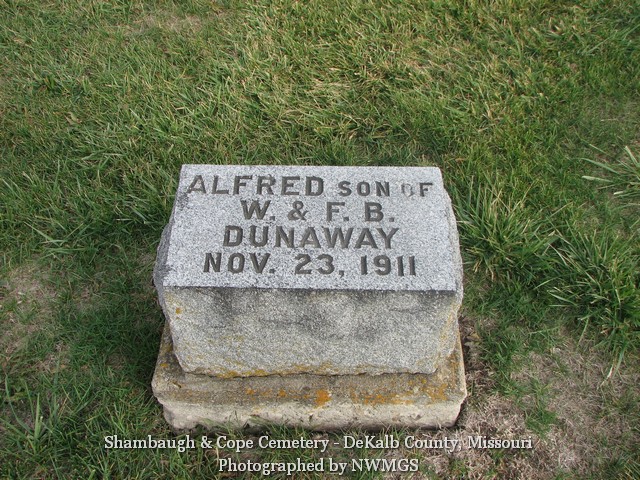 ALFRED SON OF
W. & F. B.
DUNAWAY
NOV. 23, 1911
Shambaugh & Cope Cemetery - DeKalb County, Missouri
Photographed by NWMGS